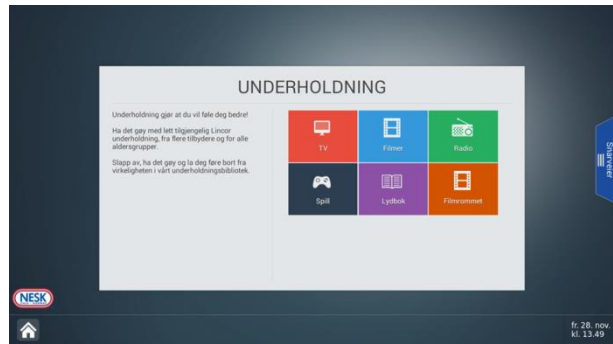 UNDERHOLDNING
Underholdning gjør at du vil føle deg bedre!
Ha det gøy med lett tilgjengelig Lincor
underholdning, fra flere tilbydere og for alle
aldersgrupper.
Slapp av, ha det gøy og la deg føre bort fra
virkeligheten i vårt underholdningsbibliotek.
TV
Filmer
Radio
Spill
Lydbok
Filmrommet
Snarveier
NESK
fr. 28. nov.
kl. 13.49